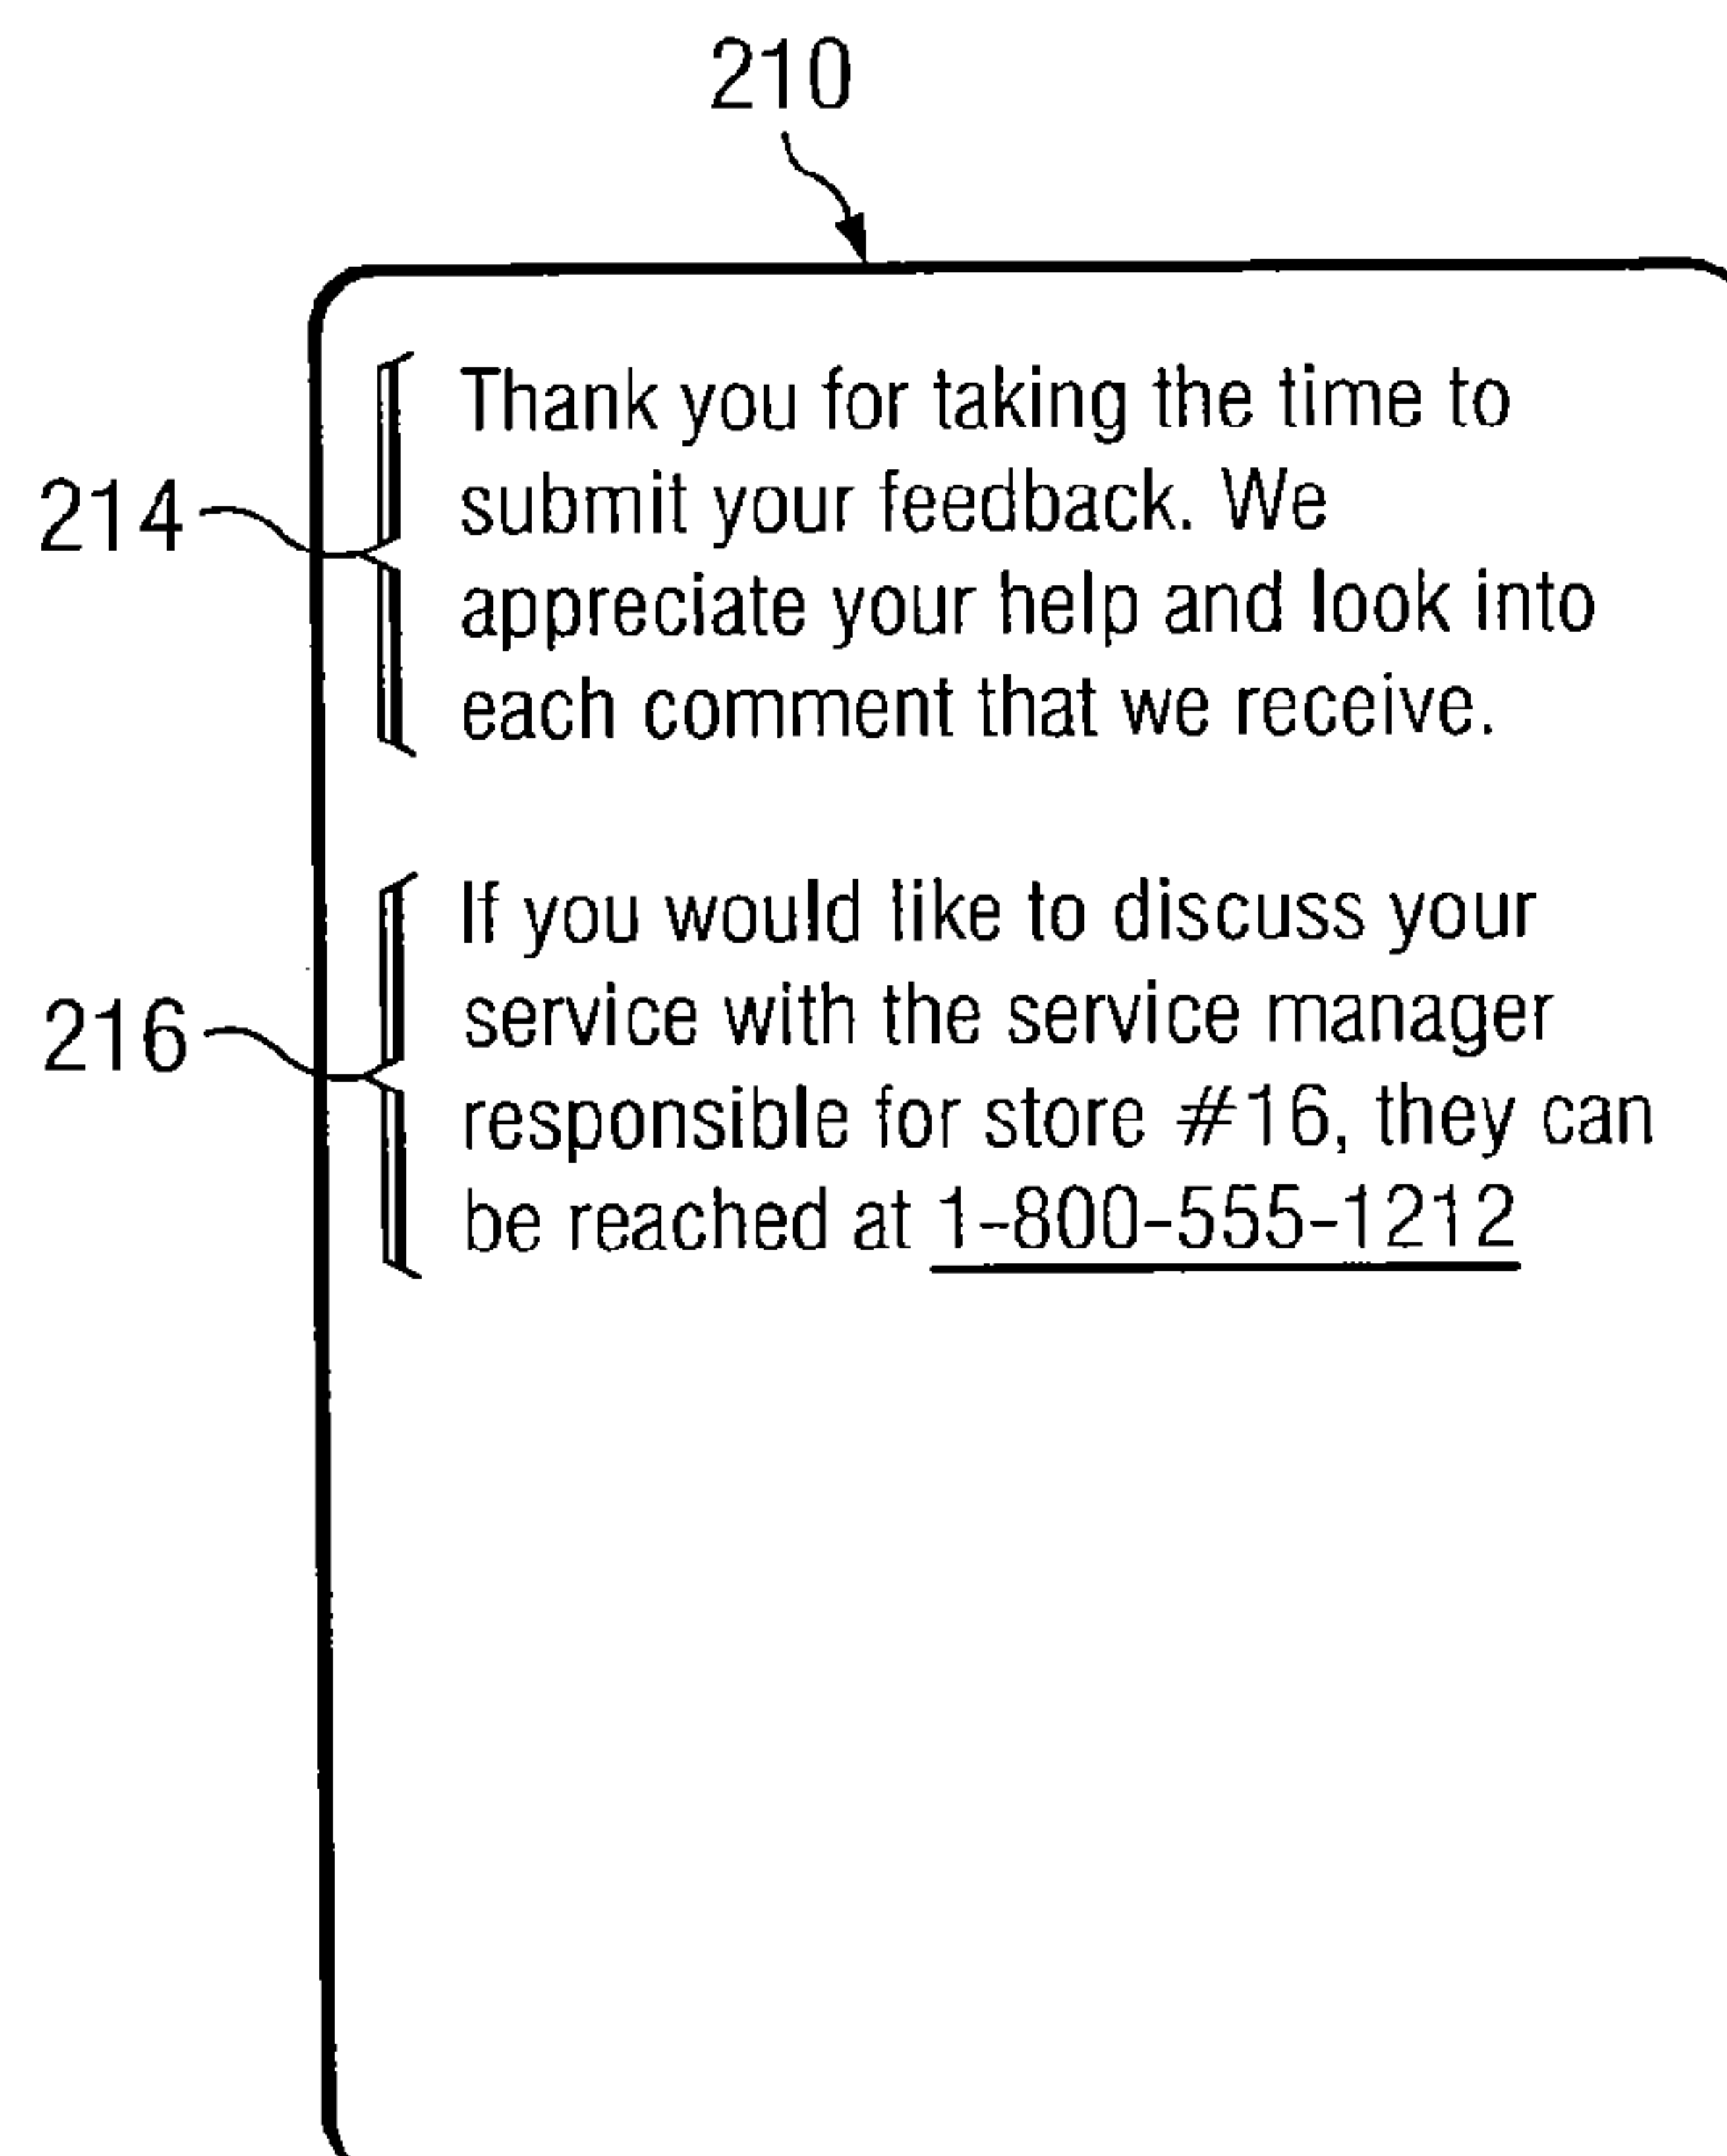 210
214
Thank you for taking the time to
submit your feedback. We
appreciate your help and look into
each comment that we receive.
216
If you would like to discuss your
service with the service manager
responsible for store #16, they can
be reached at 1-800-555-1212